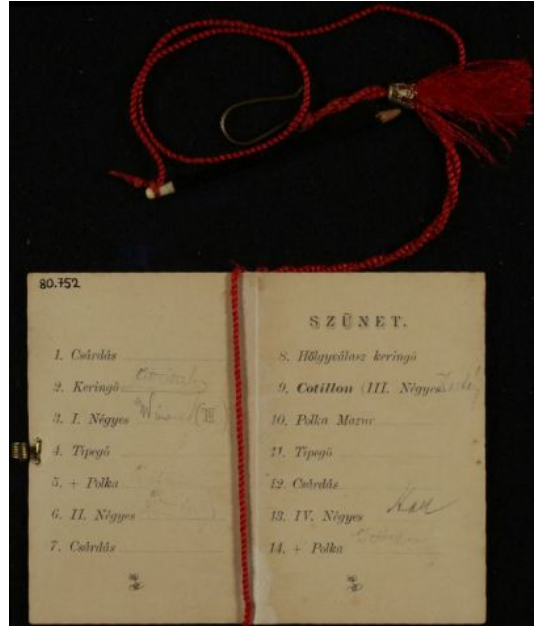 80.752
1. Csárdás
2. Keringő
3. I. Négyes (III)
4. Tipegő
5. + Polka
6. II. Négyes
7. Csárdás
SZÜNET.
8. Hölgyválasz keringő
9. Cotillon (III. Négyes
10. Polka Mazur
11. Tipegő
12. Csárdás
13. IV. Négyes
14. + Polka